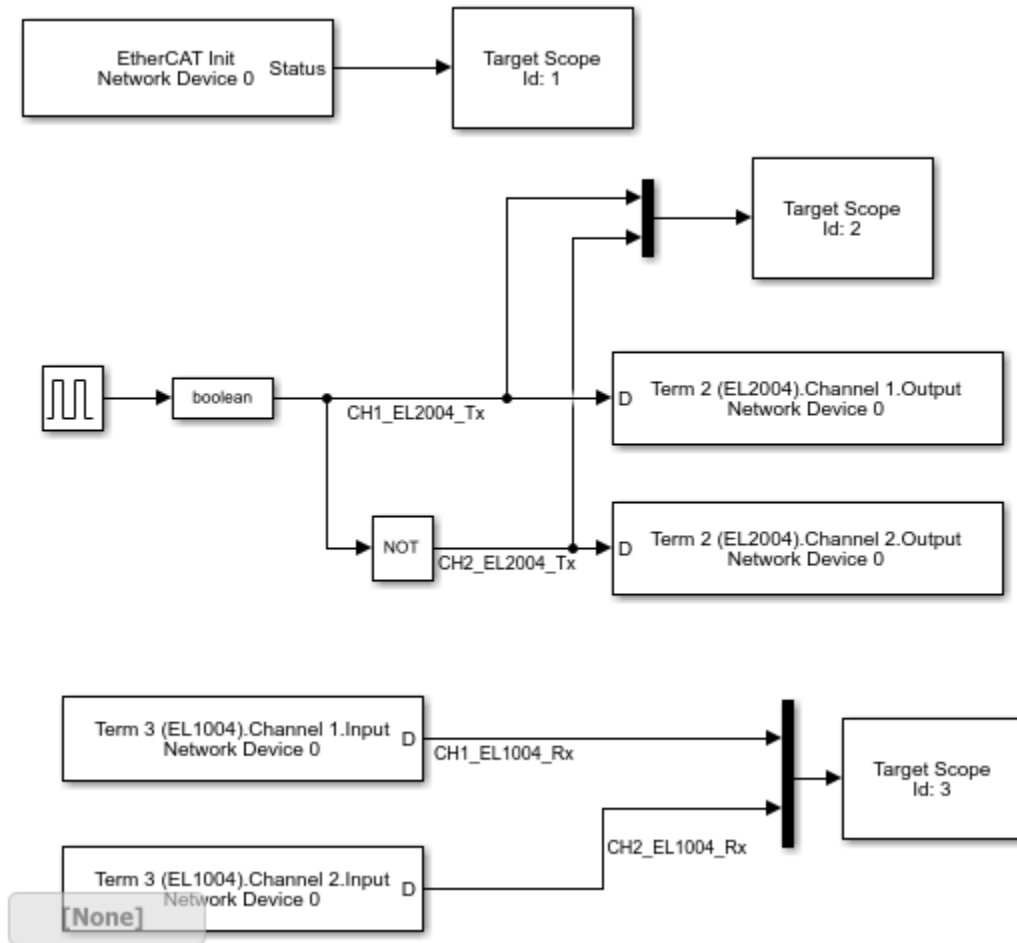 EtherCAT Init
Network Device 0
Status
Target Scope
Id: 1
Target Scope
Id: 2
boolean
CH1_EL2004_Tx
D
Term 2 (EL2004).Channel 1.Output
Network Device 0
NOT
CH2_EL2004_Tx
D
Term 2 (EL2004).Channel 2.Output
Network Device 0
Term 3 (EL1004).Channel 1.Input
Network Device 0
D
CH1_EL1004_Rx
Target Scope
Id: 3
CH2_EL1004_Rx
Term 3 (EL1004).Channel 2.Input
Network Device 0
D
[None]